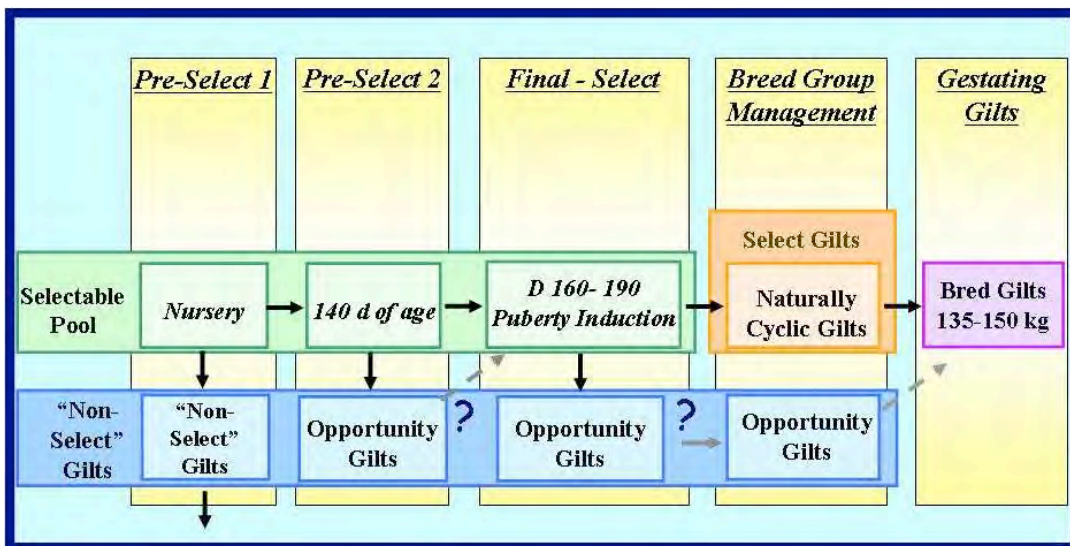 Pre-Select 1
Pre-Select 2
Final - Select
Breed Group
Management
Gestating
Gilts
Selectable
Pool
Nursery
140 d of age
D 160- 190
Puberty Induction
Select Gilts
Naturally
Cyclic Gilts
Bred Gilts
135-150 kg
“Non-
Select”
Gilts
“Non-
Select”
Gilts
Opportunity
Gilts
?
Opportunity
Gilts
?
Opportunity
Gilts